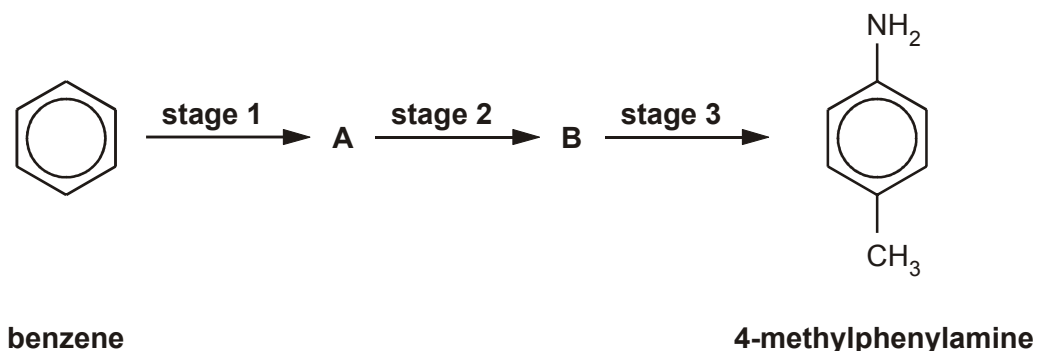 NH₂
stage 1 A stage 2 B stage 3
CH₃
benzene 4-methylphenylamine